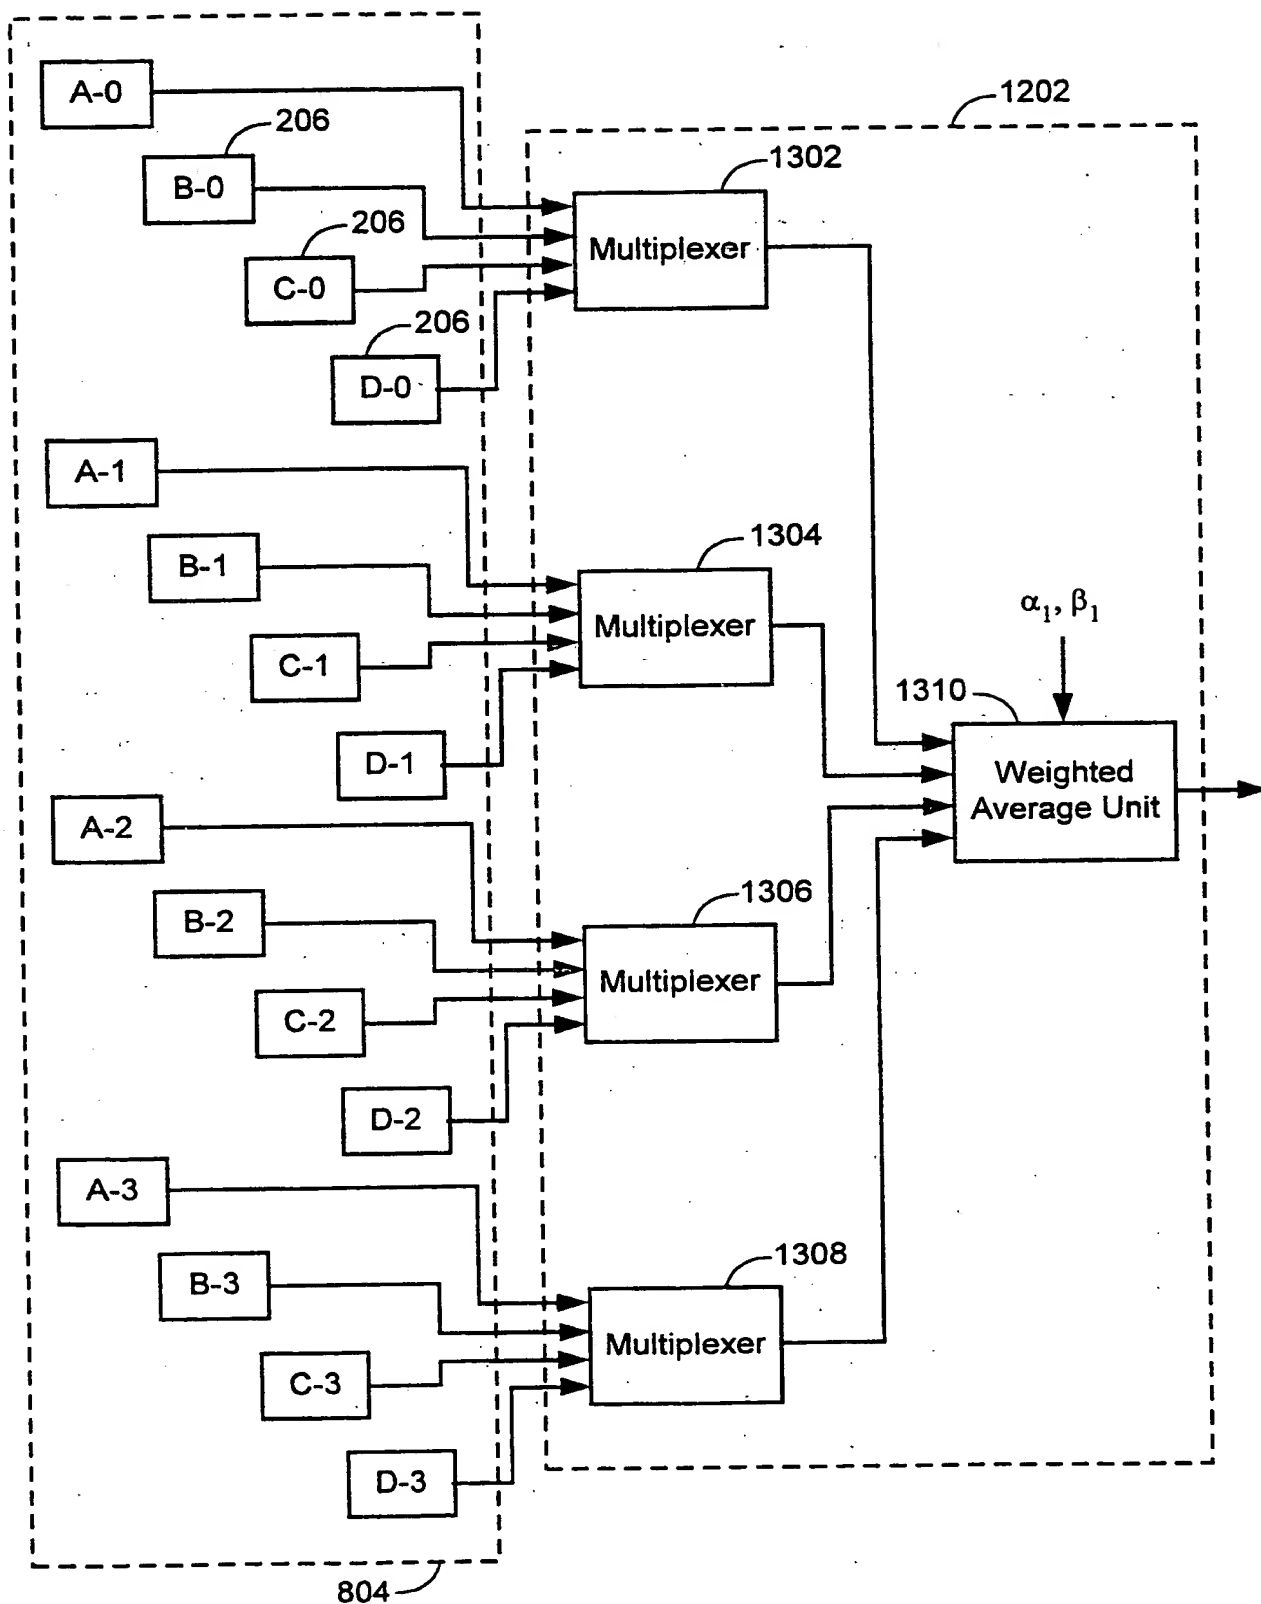 A-0
206
B-0
206
C-0
206
D-0
1202
1302
Multiplexer
A-1
B-1
C-1
D-1
1304
Multiplexer
α₁, β₁
1310
Weighted
Average Unit
A-2
B-2
C-2
D-2
1306
Multiplexer
A-3
B-3
C-3
D-3
1308
Multiplexer
804